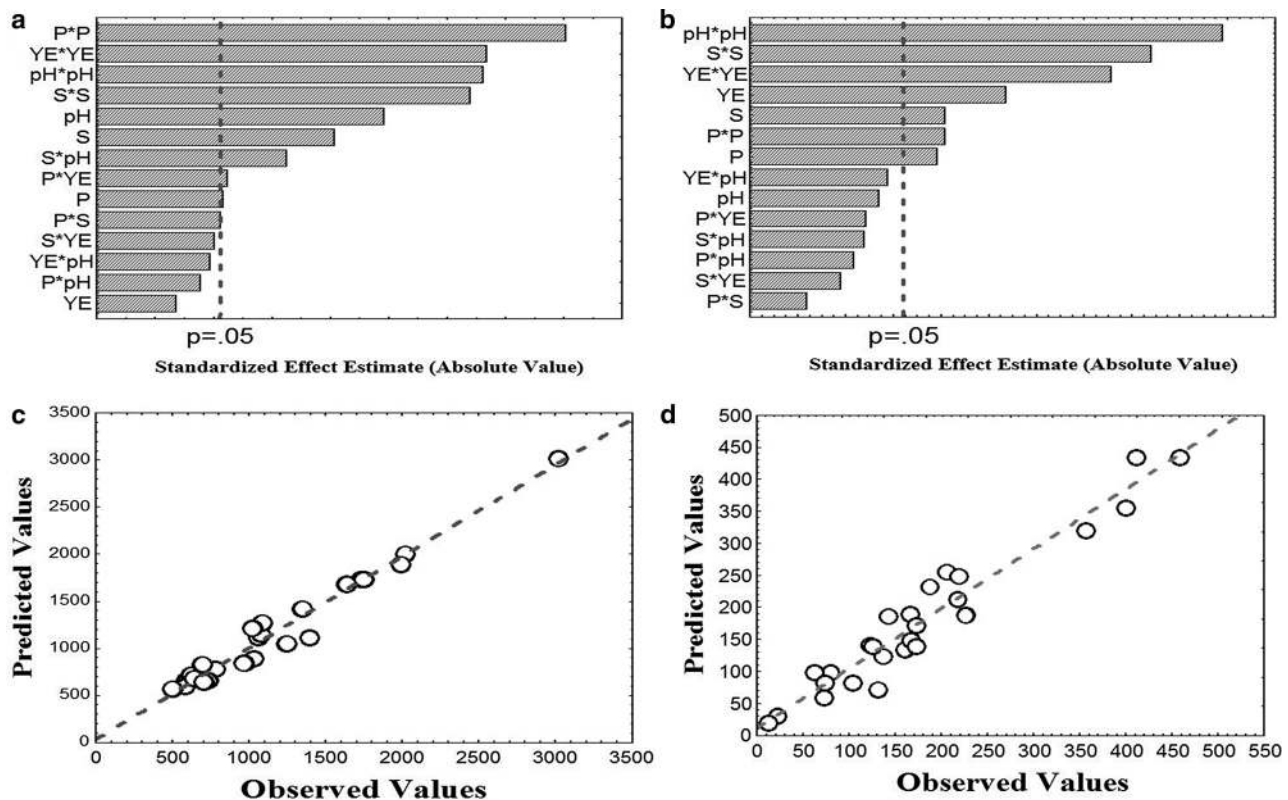 a
P*P
YE*YE
pH*pH
S*S
pH
S
S*pH
P*YE
P
P*S
S*YE
YE*pH
P*pH
YE
p=.05
Standardized Effect Estimate (Absolute Value)
b
pH*pH
S*S
YE*YE
YE
S
P*P
P
YE*pH
pH
P*YE
S*pH
P*pH
S*YE
P*S
p=.05
Standardized Effect Estimate (Absolute Value)
c
Predicted Values
3500
3000
2500
2000
1500
1000
500
0
0 500 1000 1500 2000 2500 3000 3500
Observed Values
d
Predicted Values
500
450
400
350
300
250
200
150
100
50
0
0 50 100 150 200 250 300 350 400 450 500 550
Observed Values